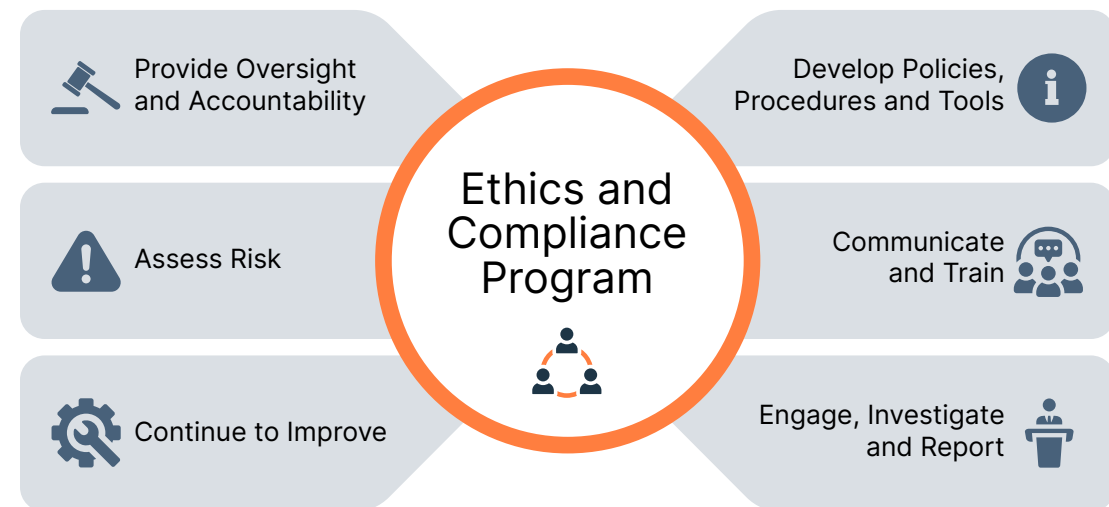 Provide Oversight
and Accountability
Assess Risk
Continue to Improve
Ethics and
Compliance
Program
Develop Policies,
Procedures and Tools
Communicate
and Train
Engage, Investigate
and Report